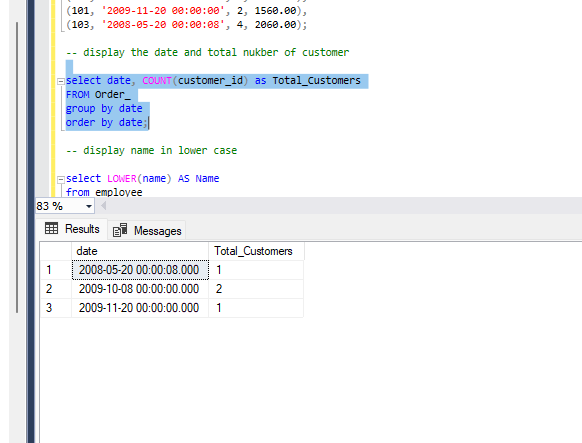 (101, '2009-11-20 00:00:00', 2, 1560.00),
(103, '2008-05-20 00:00:08', 4, 2060.00);
-- display the date and total nukber of customer
select date, COUNT(customer_id) as Total_Customers
FROM Order_
group by date
order by date;
-- display name in lower case
select LOWER(name) AS Name
from employee
83 %
Results Messages
date Total_Customers
1 2008-05-20 00:00:08.000 1
2 2009-10-08 00:00:00.000 2
3 2009-11-20 00:00:00.000 1